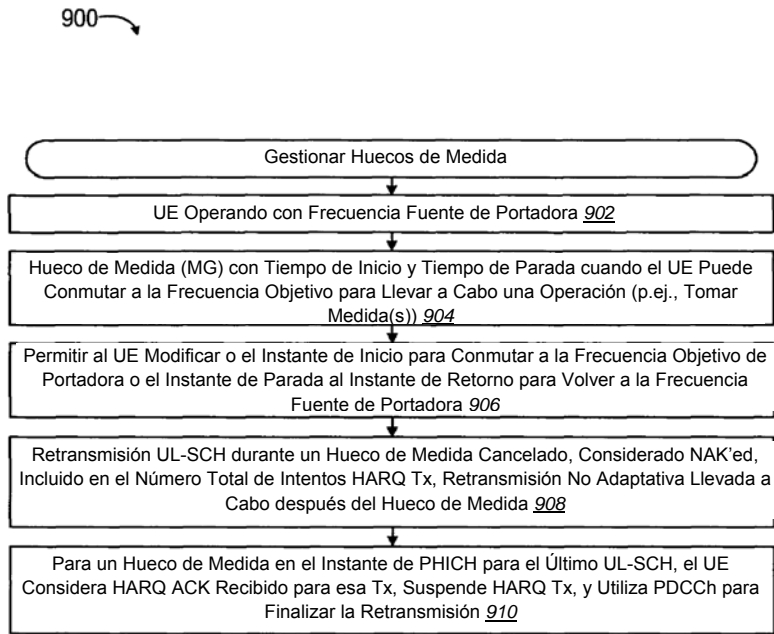 900
Gestionar Huecos de Medida
UE Operando con Frecuencia Fuente de Portadora 902
Hueco de Medida (MG) con Tiempo de Inicio y Tiempo de Parada cuando el UE Puede
Conmutar a la Frecuencia Objetivo para Llevar a Cabo una Operación (p.ej., Tomar
Medida(s)) 904
Permitir al UE Modificar o el Instante de Inicio para Conmutar a la Frecuencia Objetivo de
Portadora o el Instante de Parada al Instante de Retorno para Volver a la Frecuencia
Fuente de Portadora 906
Retransmisión UL-SCH durante un Hueco de Medida Cancelado, Considerado NAK'ed,
Incluido en el Número Total de Intentos HARQ Tx, Retransmisión No Adaptativa Llevada a
Cabo después del Hueco de Medida 908
Para un Hueco de Medida en el Instante de PHICH para el Último UL-SCH, el UE
Considera HARQ ACK Recibido para esa Tx, Suspende HARQ Tx, y Utiliza PDCCh para
Finalizar la Retransmisión 910